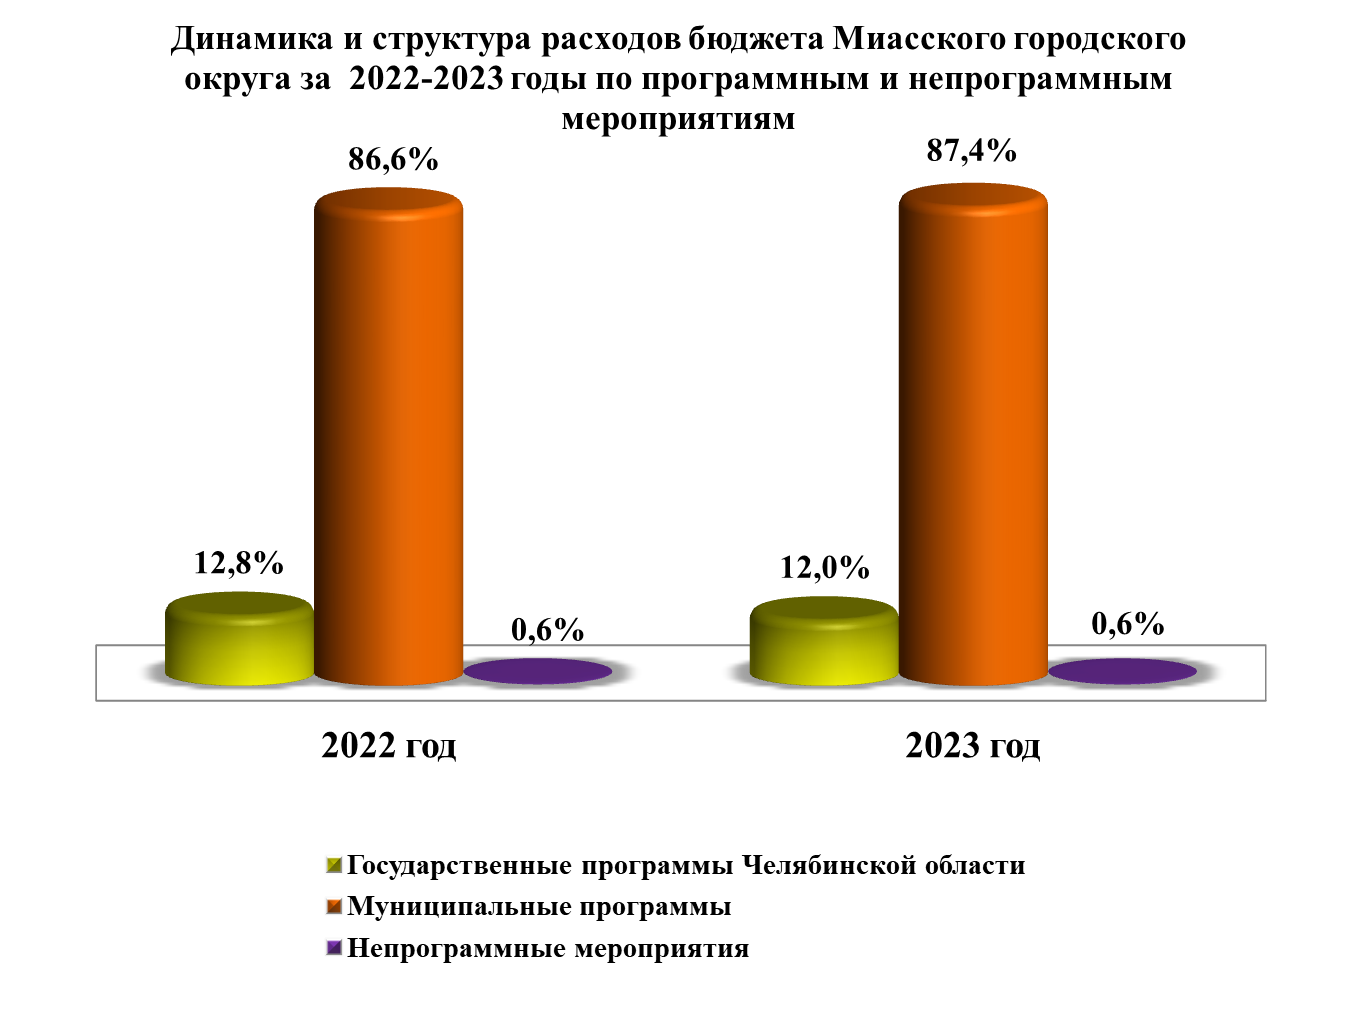 Динамика и структура расходов бюджета Миасского городского
округа за  2022-2023 годы по программным и непрограммным
мероприятиям
86,6%
87,4%
12,8%
12,0%
0,6%
0,6%
2022 год
2023 год
Государственные программы Челябинской области
Муниципальные программы
Непрограммные мероприятия